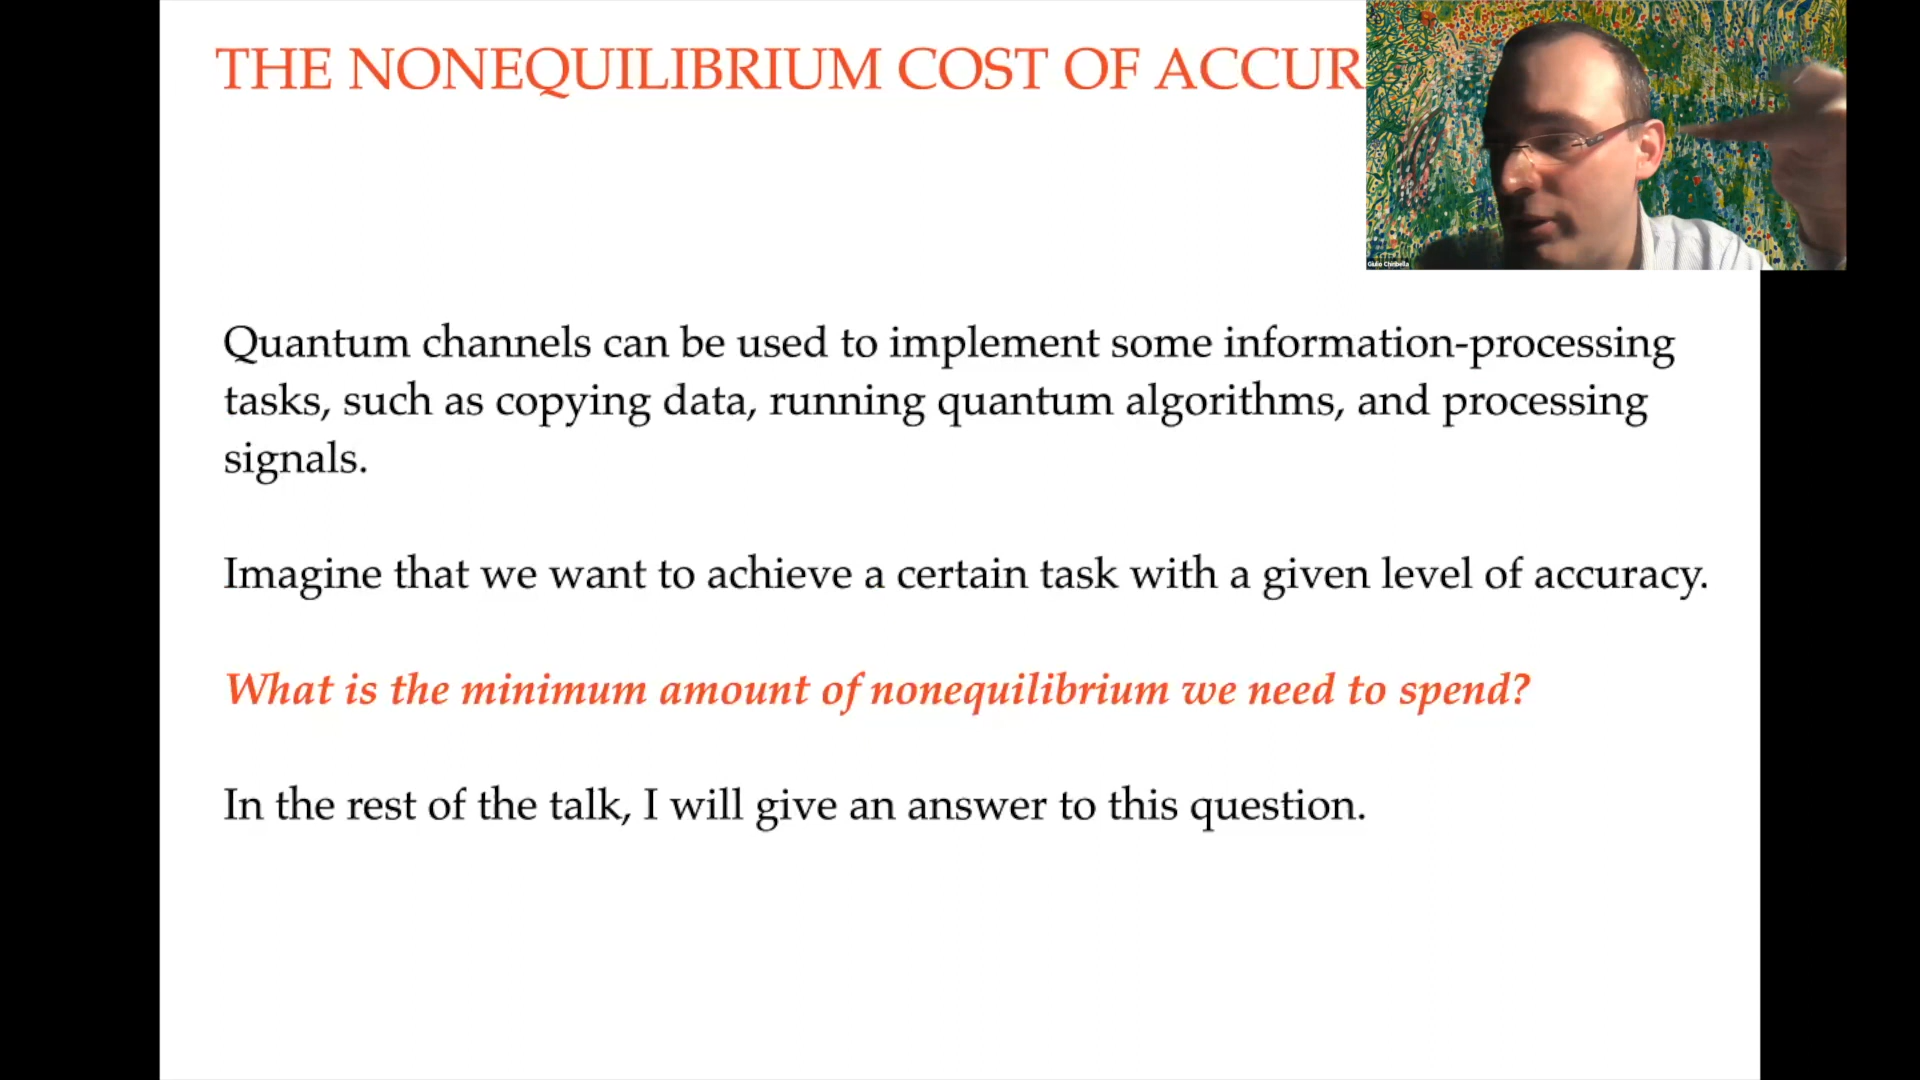 THE NONEQUILIBRIUM COST OF ACCUR
Giulio Chiribella
Quantum channels can be used to implement some information-processing
tasks, such as copying data, running quantum algorithms, and processing
signals.
Imagine that we want to achieve a certain task with a given level of accuracy.
What is the minimum amount of nonequilibrium we need to spend?
In the rest of the talk, I will give an answer to this question.